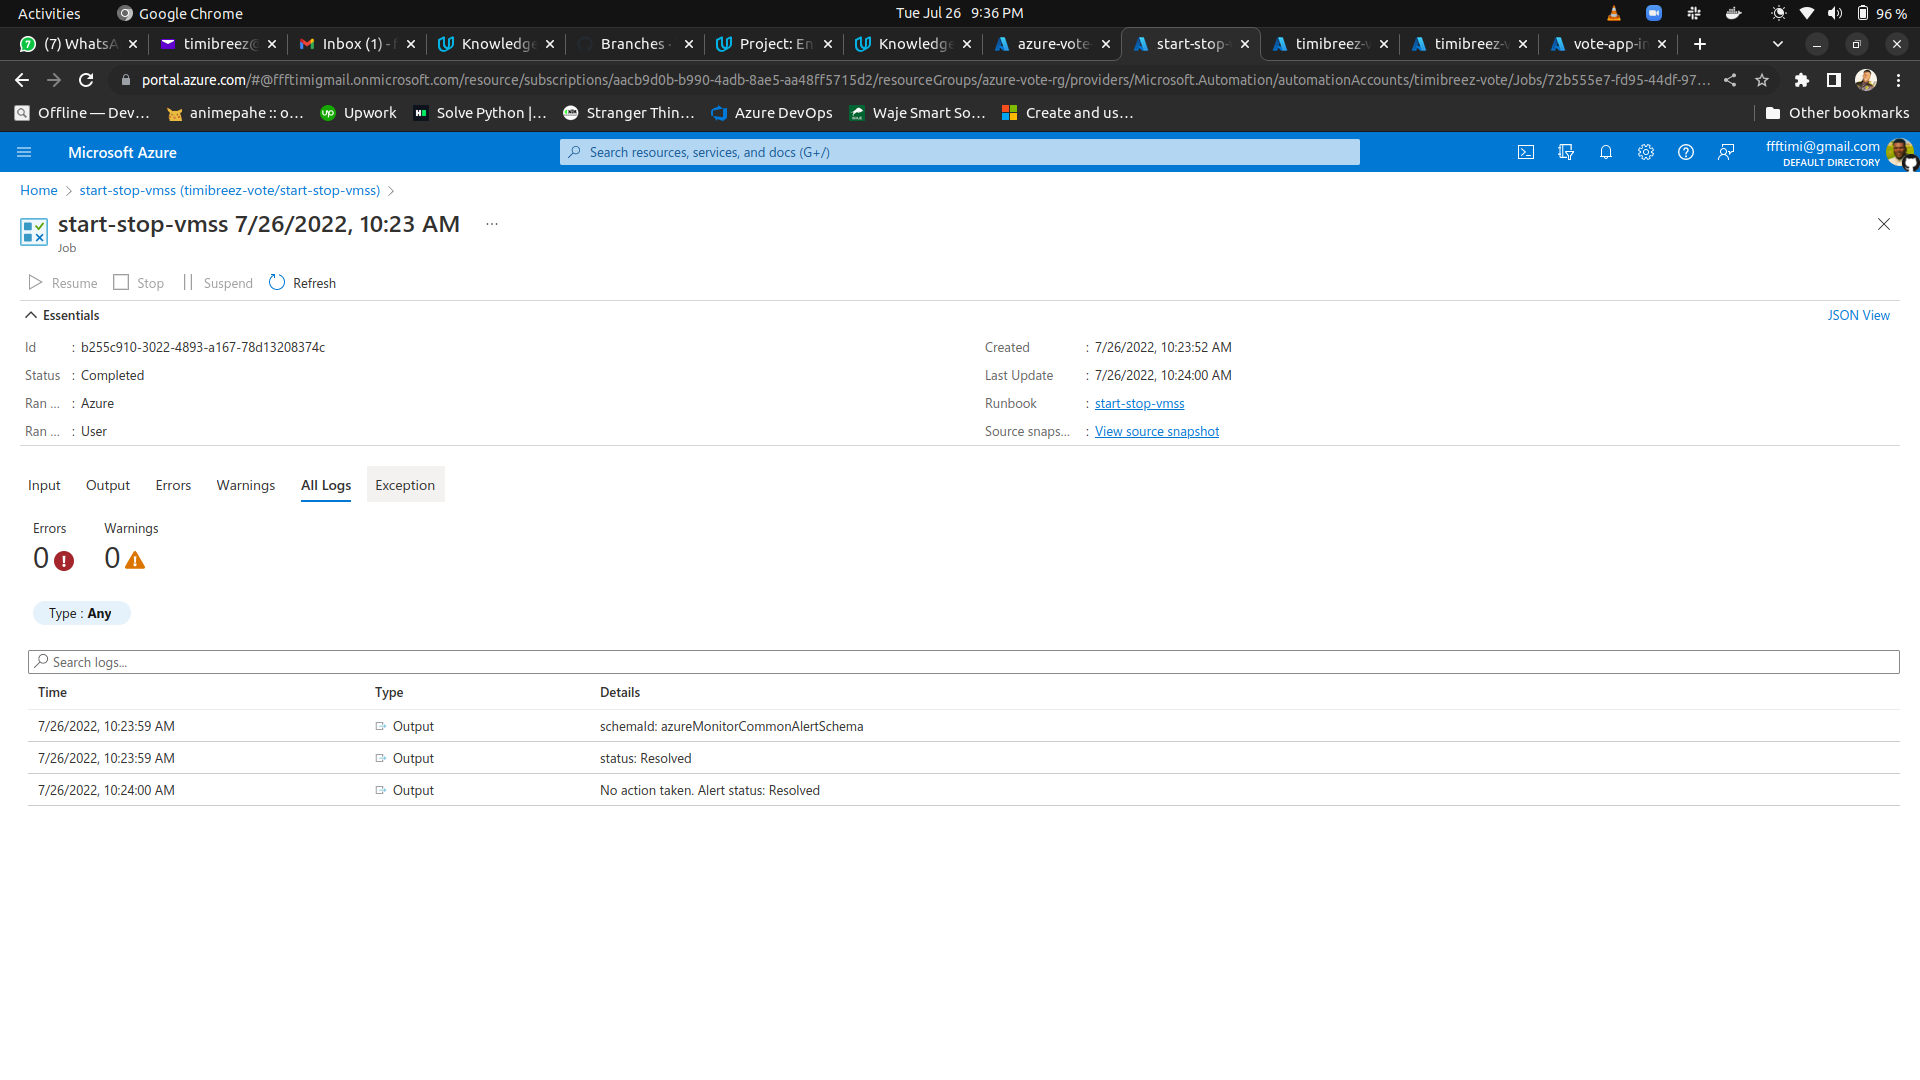 Activities Google Chrome Tue Jul 26 9:36 PM 96 %
(7) WhatsA timibreez@ Inbox (1) - f Knowledge Branches · Project: En Knowledge azure-vote- start-stop- timibreez-v timibreez-v vote-app-in
portal.azure.com/#@ffftimigmail.onmicrosoft.com/resource/subscriptions/aacb9d0b-b990-4adb-8ae5-aa48ff5715d2/resourceGroups/azure-vote-rg/providers/Microsoft.Automation/automationAccounts/timibreez-vote/Jobs/72b555e7-fd95-44df-97...
Offline — Dev... animepahe :: o... Upwork Solve Python |... Stranger Thin... Azure DevOps Waje Smart So... Create and us... Other bookmarks
Microsoft Azure Search resources, services, and docs (G+/) ffftimi@gmail.com
DEFAULT DIRECTORY
Home > start-stop-vmss (timibreez-vote/start-stop-vmss) >
start-stop-vmss 7/26/2022, 10:23 AM ...
Job
Resume Stop Suspend Refresh
Essentials JSON View
Id : b255c910-3022-4893-a167-78d13208374c Created : 7/26/2022, 10:23:52 AM
Status : Completed Last Update : 7/26/2022, 10:24:00 AM
Ran ... : Azure Runbook : start-stop-vmss
Ran ... : User Source snaps... : View source snapshot
Input Output Errors Warnings All Logs Exception
Errors Warnings
0 0
Type : Any
Search logs...
Time Type Details
7/26/2022, 10:23:59 AM Output schemaId: azureMonitorCommonAlertSchema
7/26/2022, 10:23:59 AM Output status: Resolved
7/26/2022, 10:24:00 AM Output No action taken. Alert status: Resolved